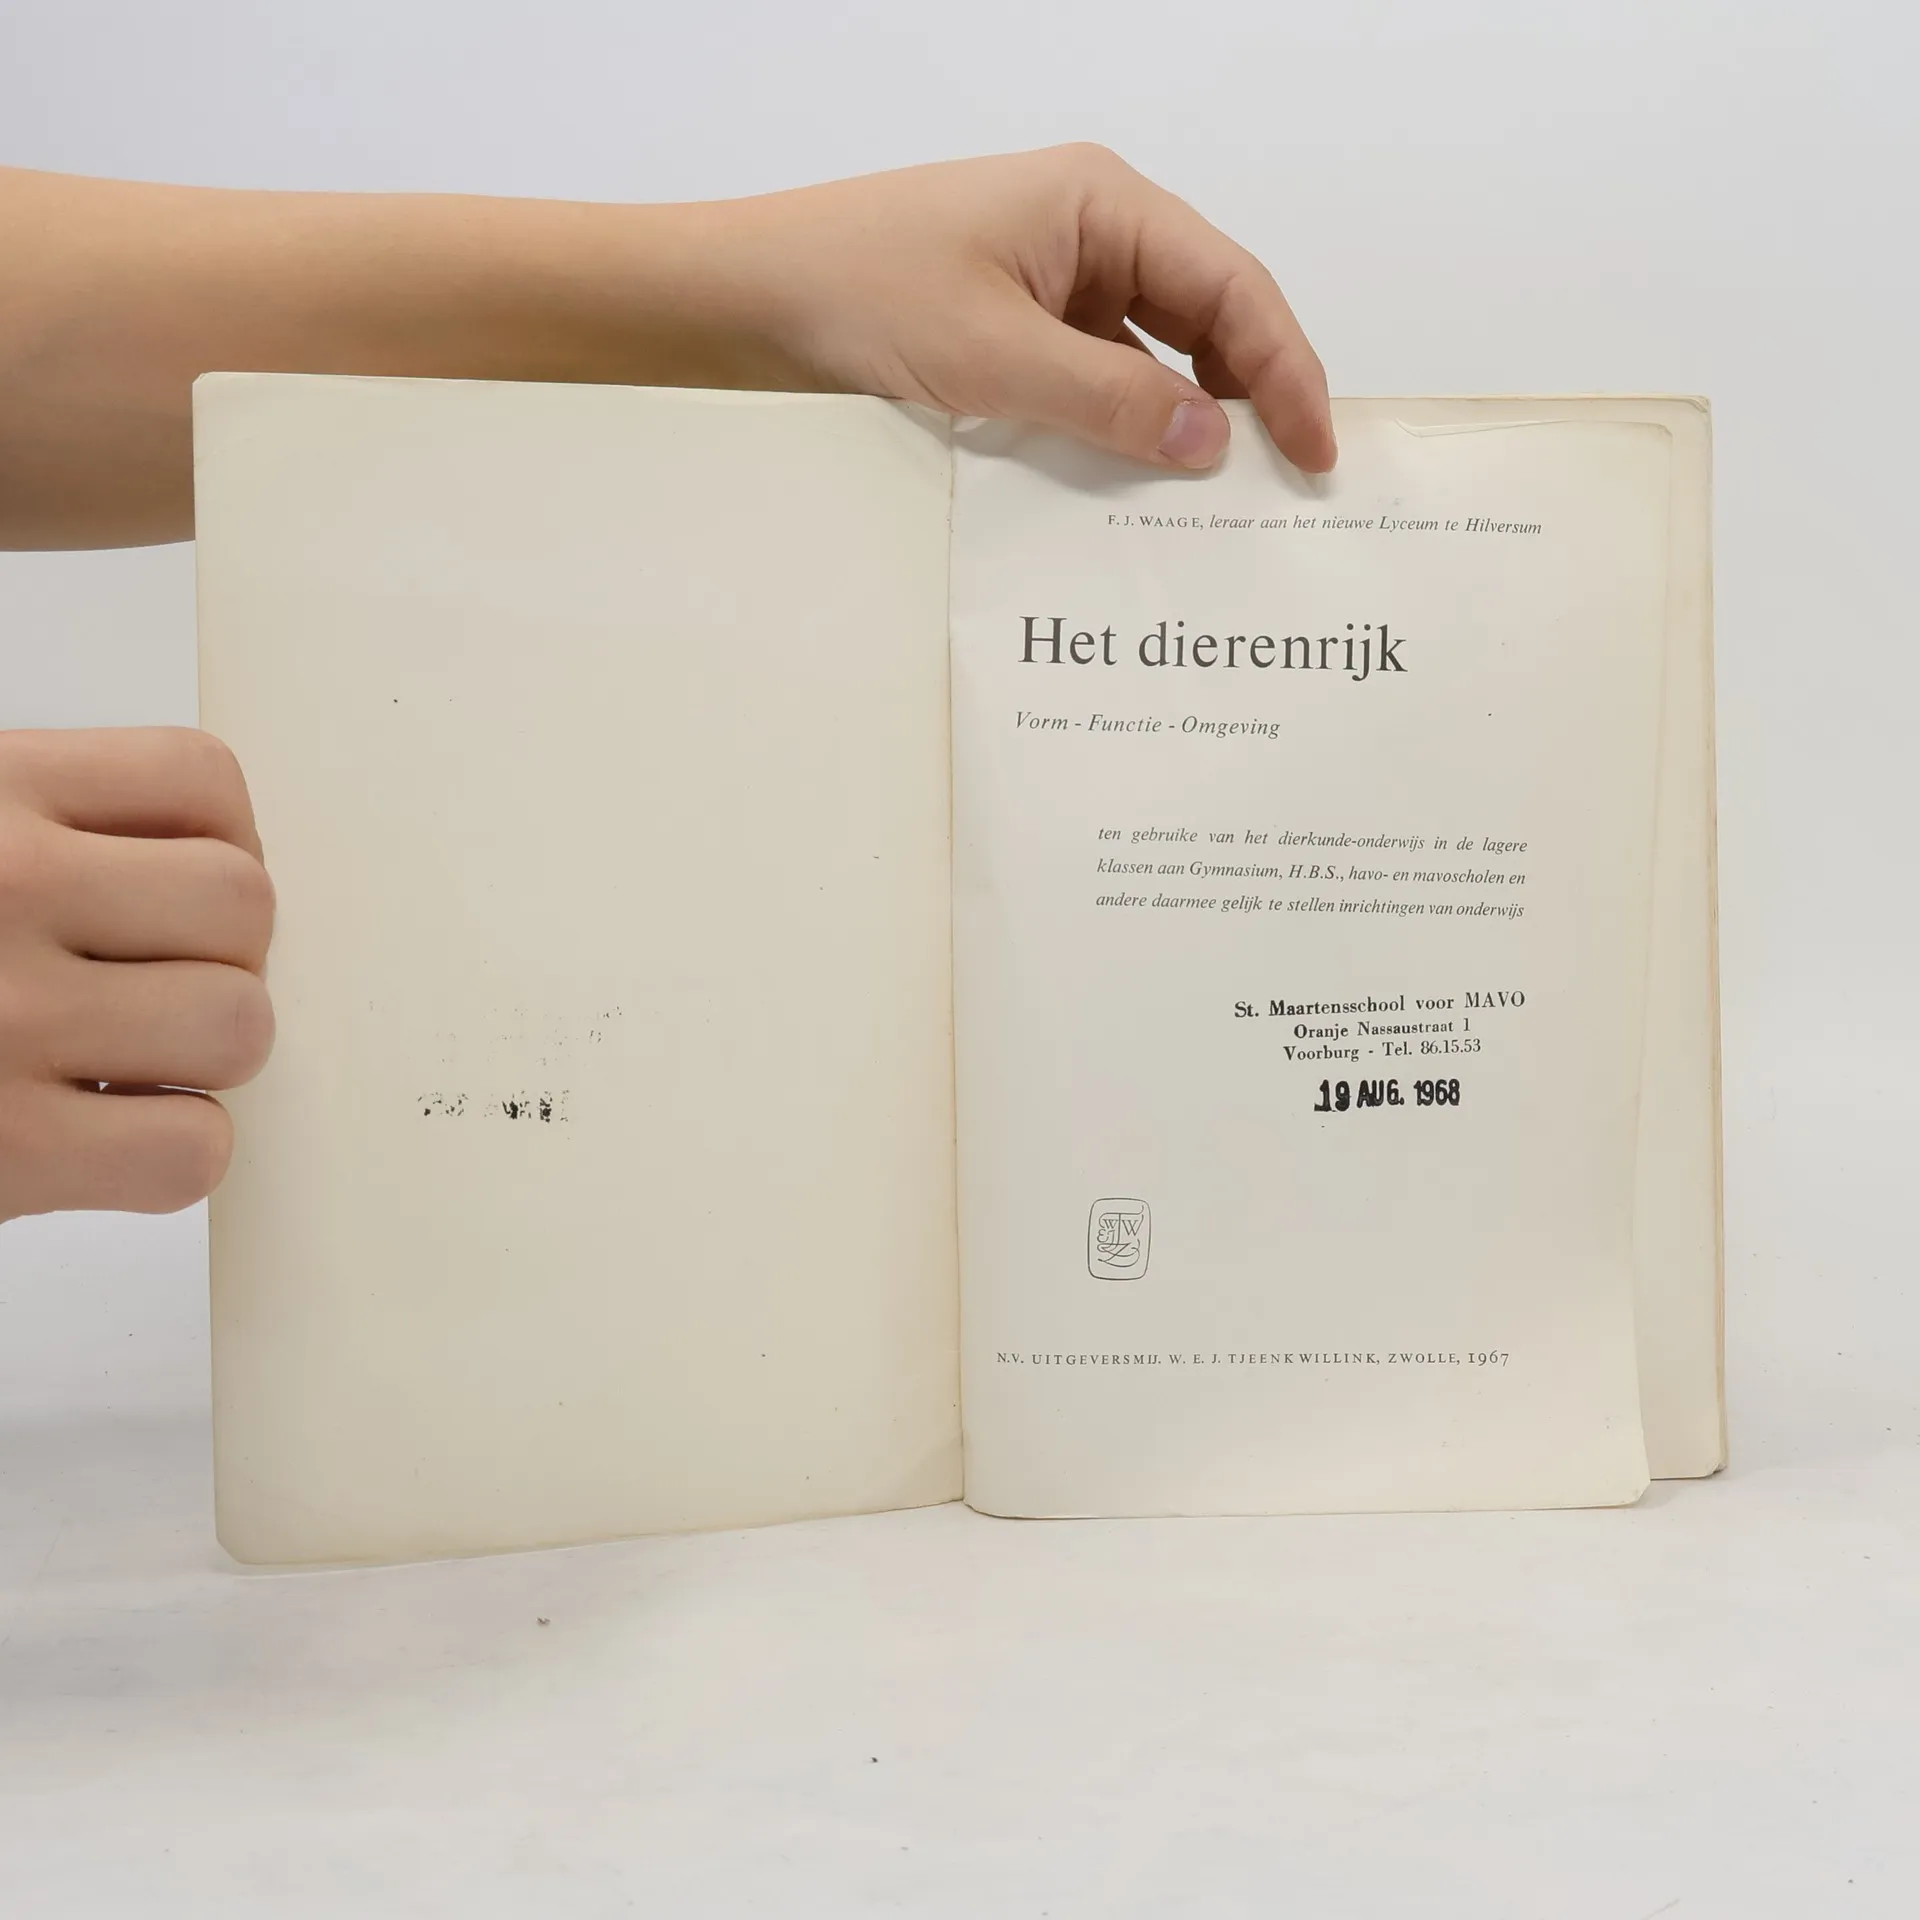 F. J. WAAGE, leraar aan het nieuwe Lyceum te Hilversum
Het dierenrijk
Vorm - Functie - Omgeving
ten gebruike van het dierkunde-onderwijs in de lagere
klassen aan Gymnasium, H.B.S., havo- en mavoscholen en
andere daarmee gelijk te stellen inrichtingen van onderwijs
St. Maartensschool voor MAVO
Oranje Nassaustraat 1
Voorburg - Tel. 86.15.53
19 AUG. 1968
N.V. UITGEVERSMIJ. W. E. J. TJEENK WILLINK, ZWOLLE, 1967